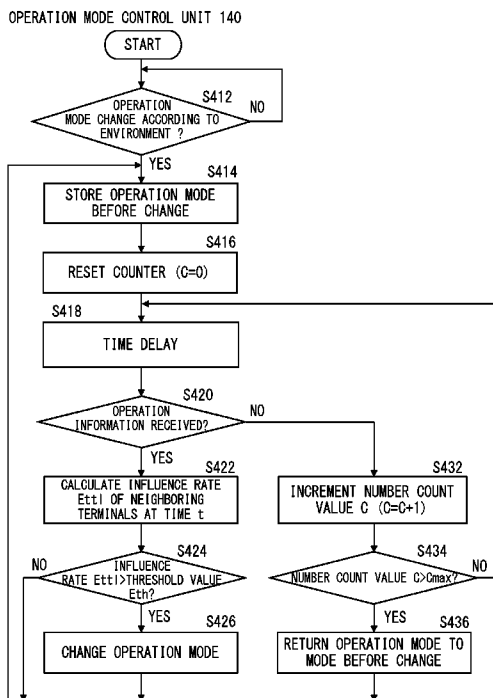 OPERATION MODE CONTROL UNIT 140
START
S412
OPERATION
MODE CHANGE ACCORDING TO
ENVIRONMENT ?
NO
YES
S414
STORE OPERATION MODE
BEFORE CHANGE
S416
RESET COUNTER (C=0)
S418
TIME DELAY
S420
OPERATION
INFORMATION RECEIVED?
NO
YES
S422
CALCULATE INFLUENCE RATE
Ettl OF NEIGHBORING
TERMINALS AT TIME t
S432
INCREMENT NUMBER COUNT
VALUE C (C=C+1)
S424
NO
INFLUENCE
RATE Ettl>THRESHOLD VALUE
Eth?
YES
S434
NUMBER COUNT VALUE C>Cmax?
NO
YES
S426
CHANGE OPERATION MODE
S436
RETURN OPERATION MODE TO
MODE BEFORE CHANGE